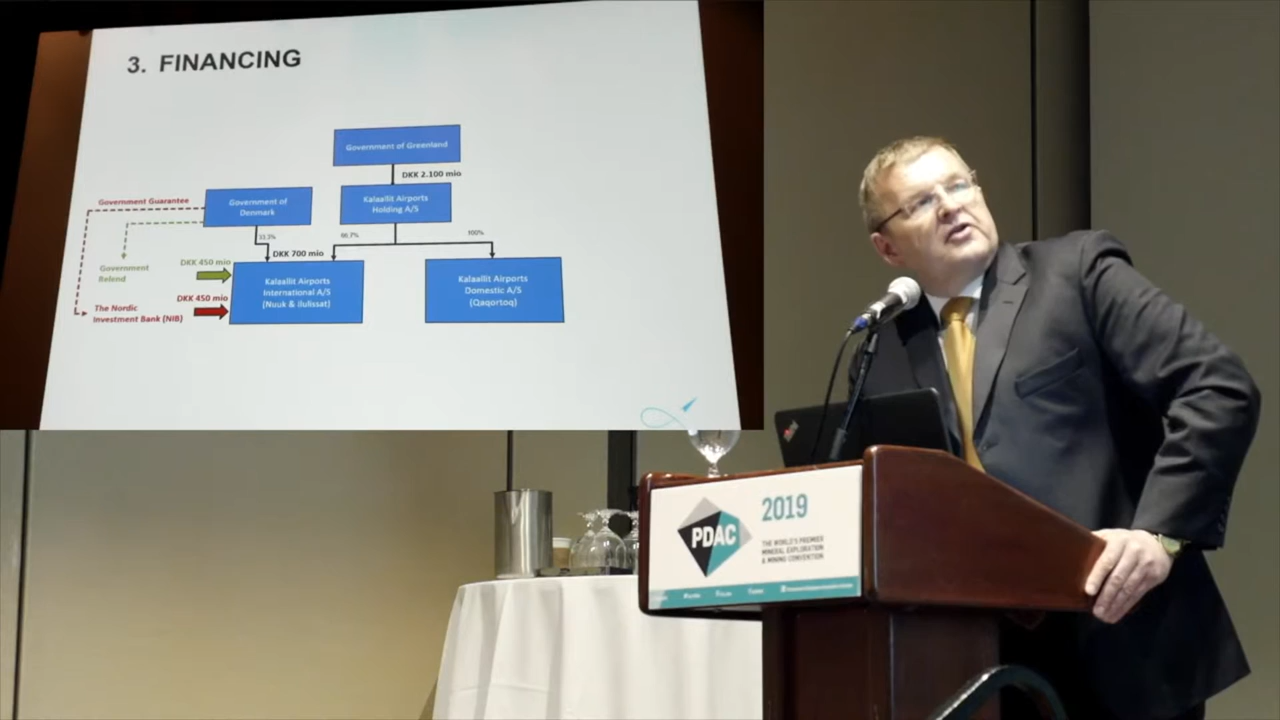 3. FINANCING
Government of Greenland
DKK 2.100 mio
Government Guarantee
Government of
Denmark
Kalaallit Airports
Holding A/S
33.3%
66.7%
100%
DKK 700 mio
Government
Relend
DKK 450 mio
Kalaallit Airports
International A/S
(Nuuk & Ilulissat)
Kalaallit Airports
Domestic A/S
(Qaqortoq)
DKK 450 mio
The Nordic
Investment Bank (NIB)
PDAC
2019
THE WORLD'S PREMIER
MINERAL EXPLORATION
& MINING CONVENTION